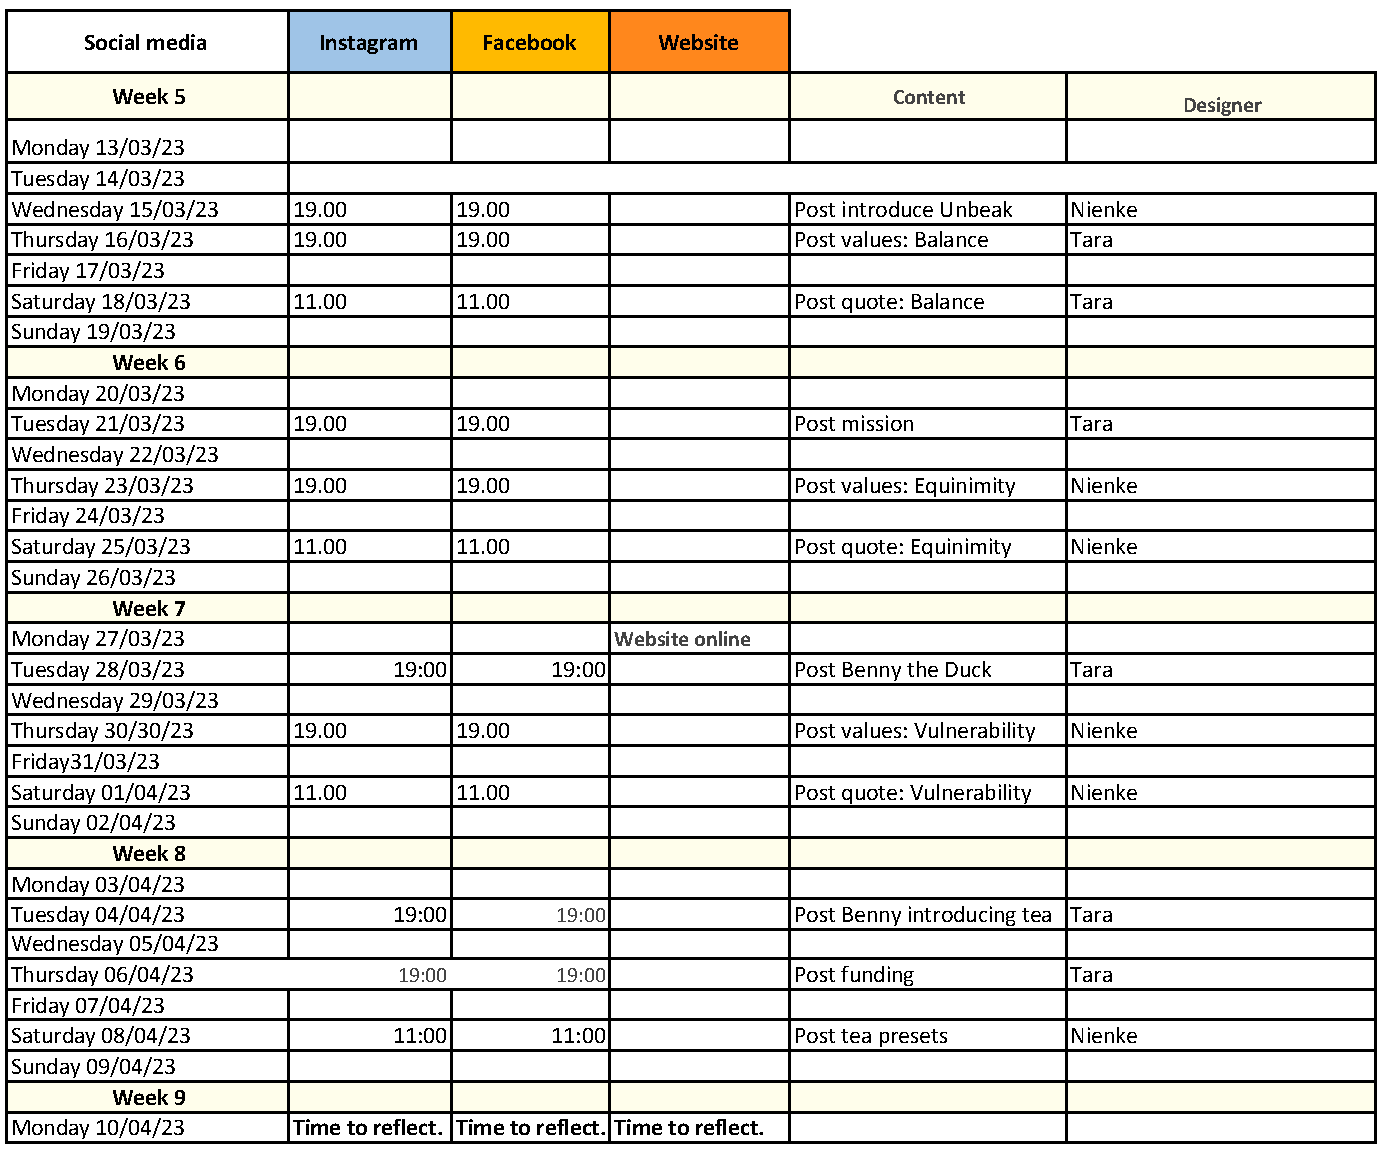 Social media Instagram Facebook Website
Week 5 Content Designer
Monday 13/03/23
Tuesday 14/03/23
Wednesday 15/03/23 19.00 19.00 Post introduce Unbeak Nienke
Thursday 16/03/23 19.00 19.00 Post values: Balance Tara
Friday 17/03/23
Saturday 18/03/23 11.00 11.00 Post quote: Balance Tara
Sunday 19/03/23
Week 6
Monday 20/03/23
Tuesday 21/03/23 19.00 19.00 Post mission Tara
Wednesday 22/03/23
Thursday 23/03/23 19.00 19.00 Post values: Equinimity Nienke
Friday 24/03/23
Saturday 25/03/23 11.00 11.00 Post quote: Equinimity Nienke
Sunday 26/03/23
Week 7
Monday 27/03/23 Website online
Tuesday 28/03/23 19:00 19:00 Post Benny the Duck Tara
Wednesday 29/03/23
Thursday 30/30/23 19.00 19.00 Post values: Vulnerability Nienke
Friday31/03/23
Saturday 01/04/23 11.00 11.00 Post quote: Vulnerability Nienke
Sunday 02/04/23
Week 8
Monday 03/04/23
Tuesday 04/04/23 19:00 19:00 Post Benny introducing tea Tara
Wednesday 05/04/23
Thursday 06/04/23 19:00 19:00 Post funding Tara
Friday 07/04/23
Saturday 08/04/23 11:00 11:00 Post tea presets Nienke
Sunday 09/04/23
Week 9
Monday 10/04/23 Time to reflect. Time to reflect. Time to reflect.